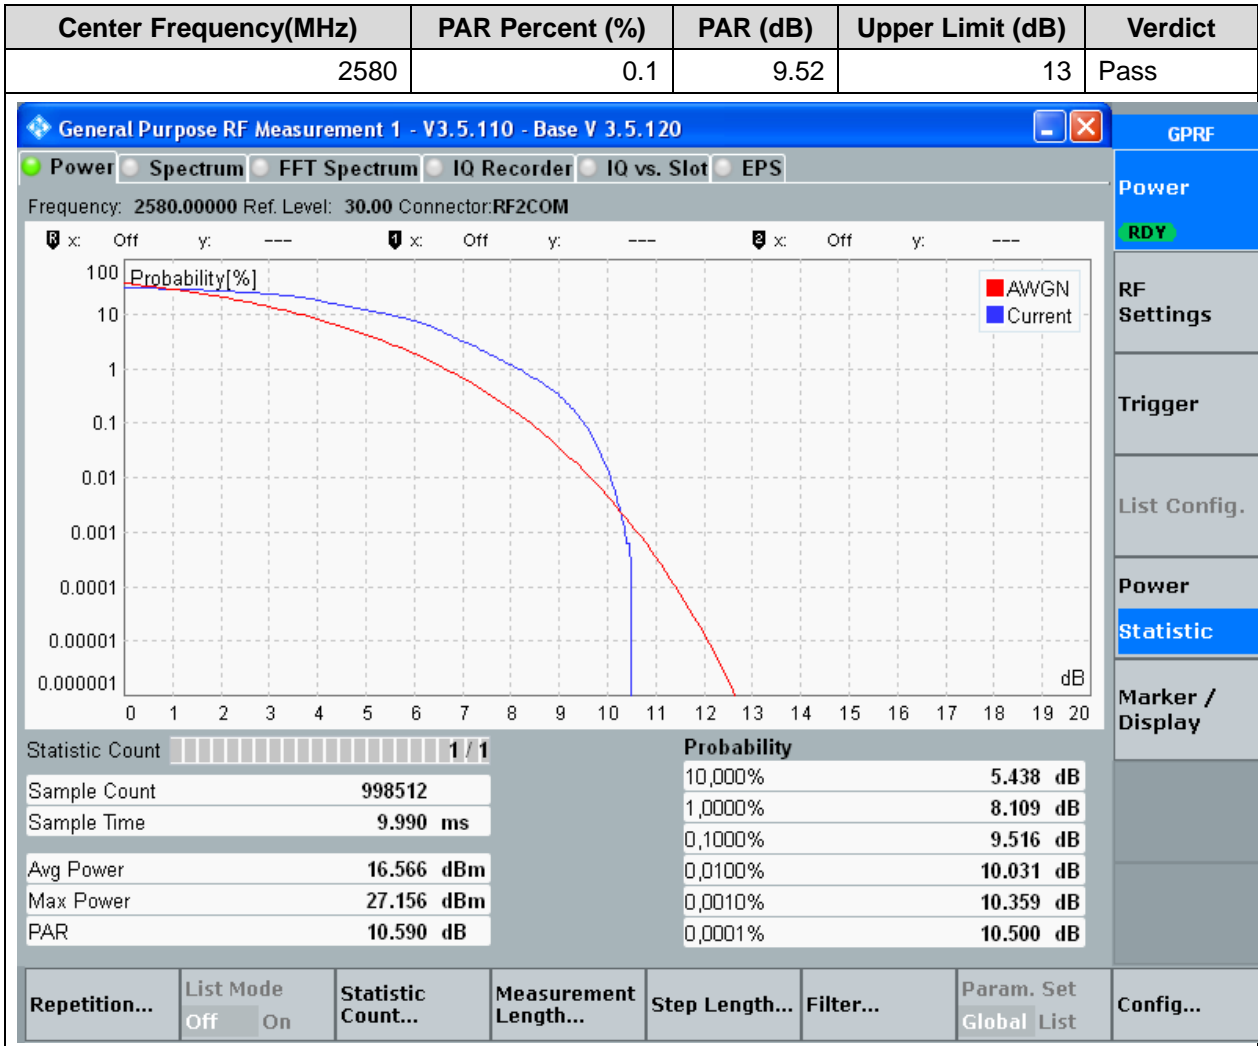 Center Frequency(MHz) PAR Percent (%) PAR (dB) Upper Limit (dB) Verdict
2580 0.1 9.52 13 Pass
General Purpose RF Measurement 1 - V3.5.110 - Base V 3.5.120
GPRF
Power Spectrum FFT Spectrum IQ Recorder IQ vs. Slot EPS
Frequency: 2580.00000 Ref. Level: 30.00 Connector:RF2COM
R x: Off y: --- 1 x: Off y: --- 2 x: Off y: ---
Probability[%]
AWGN
Current
100
10
1
0.1
0.01
0.001
0.0001
0.00001
0.000001
dB
0 1 2 3 4 5 6 7 8 9 10 11 12 13 14 15 16 17 18 19 20
Statistic Count 1 / 1
Sample Count 998512
Sample Time 9.990 ms
Avg Power 16.566 dBm
Max Power 27.156 dBm
PAR 10.590 dB
Probability
10,000% 5.438 dB
1,0000% 8.109 dB
0,1000% 9.516 dB
0,0100% 10.031 dB
0,0010% 10.359 dB
0,0001% 10.500 dB
Power
RDY
RF
Settings
Trigger
List Config.
Power
Statistic
Marker /
Display
Repetition...
List Mode
Off On
Statistic
Count...
Measurement
Length...
Step Length...
Filter...
Param. Set
Global List
Config...